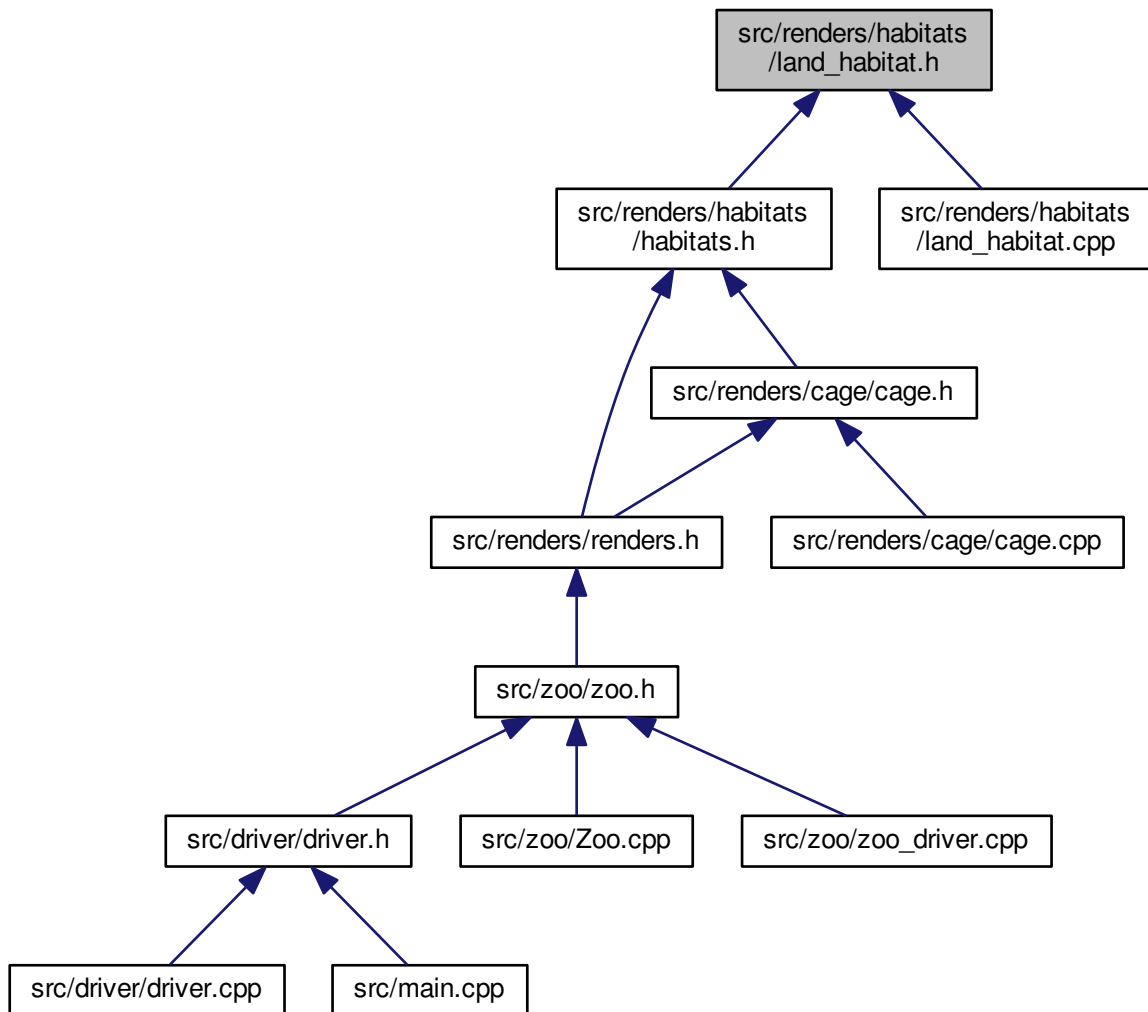 src/renders/habitats
/land_habitat.h
src/renders/habitats
/habitats.h
src/renders/habitats
/land_habitat.cpp
src/renders/cage/cage.h
src/renders/renders.h
src/renders/cage/cage.cpp
src/zoo/zoo.h
src/driver/driver.h
src/zoo/Zoo.cpp
src/zoo/zoo_driver.cpp
src/driver/driver.cpp
src/main.cpp